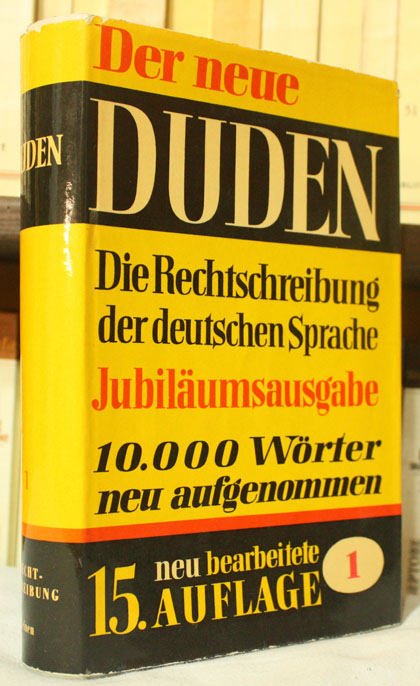 Der neue
DUDEN
Die Rechtschreibung
der deutschen Sprache
Jubiläumsausgabe
10.000 Wörter
neu aufgenommen
15. neu bearbeitete
AUFLAGE
1